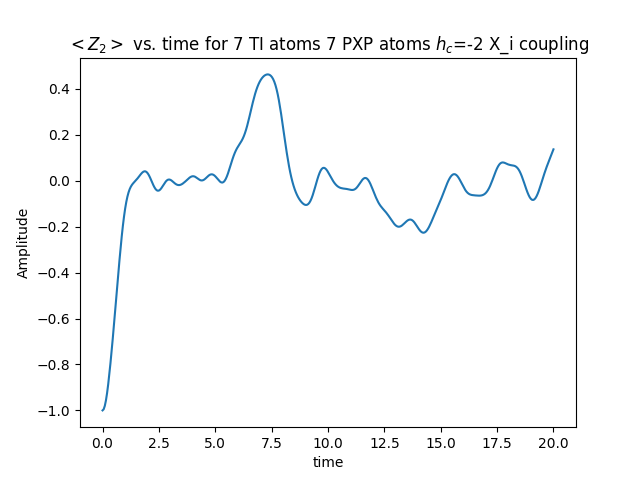 < Z₂ > vs. time for 7 TI atoms 7 PXP atoms h_c=-2 X_i coupling
0.4
0.2
0.0
−0.2
−0.4
−0.6
−0.8
−1.0
Amplitude
0.0 2.5 5.0 7.5 10.0 12.5 15.0 17.5 20.0
time